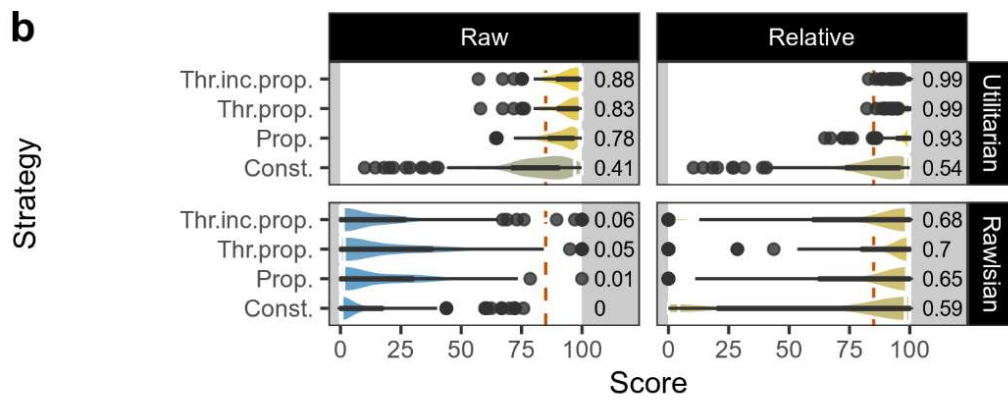 b
Raw
Relative
Strategy
Thr.inc.prop.
0.88
0.99
Thr.prop.
0.83
0.99
Prop.
0.78
0.93
Const.
0.41
0.54
Utilitarian
Thr.inc.prop.
0.06
0.68
Thr.prop.
0.05
0.7
Prop.
0.01
0.65
Const.
0
0.59
Rawlsian
0 25 50 75 100
0 25 50 75 100
Score